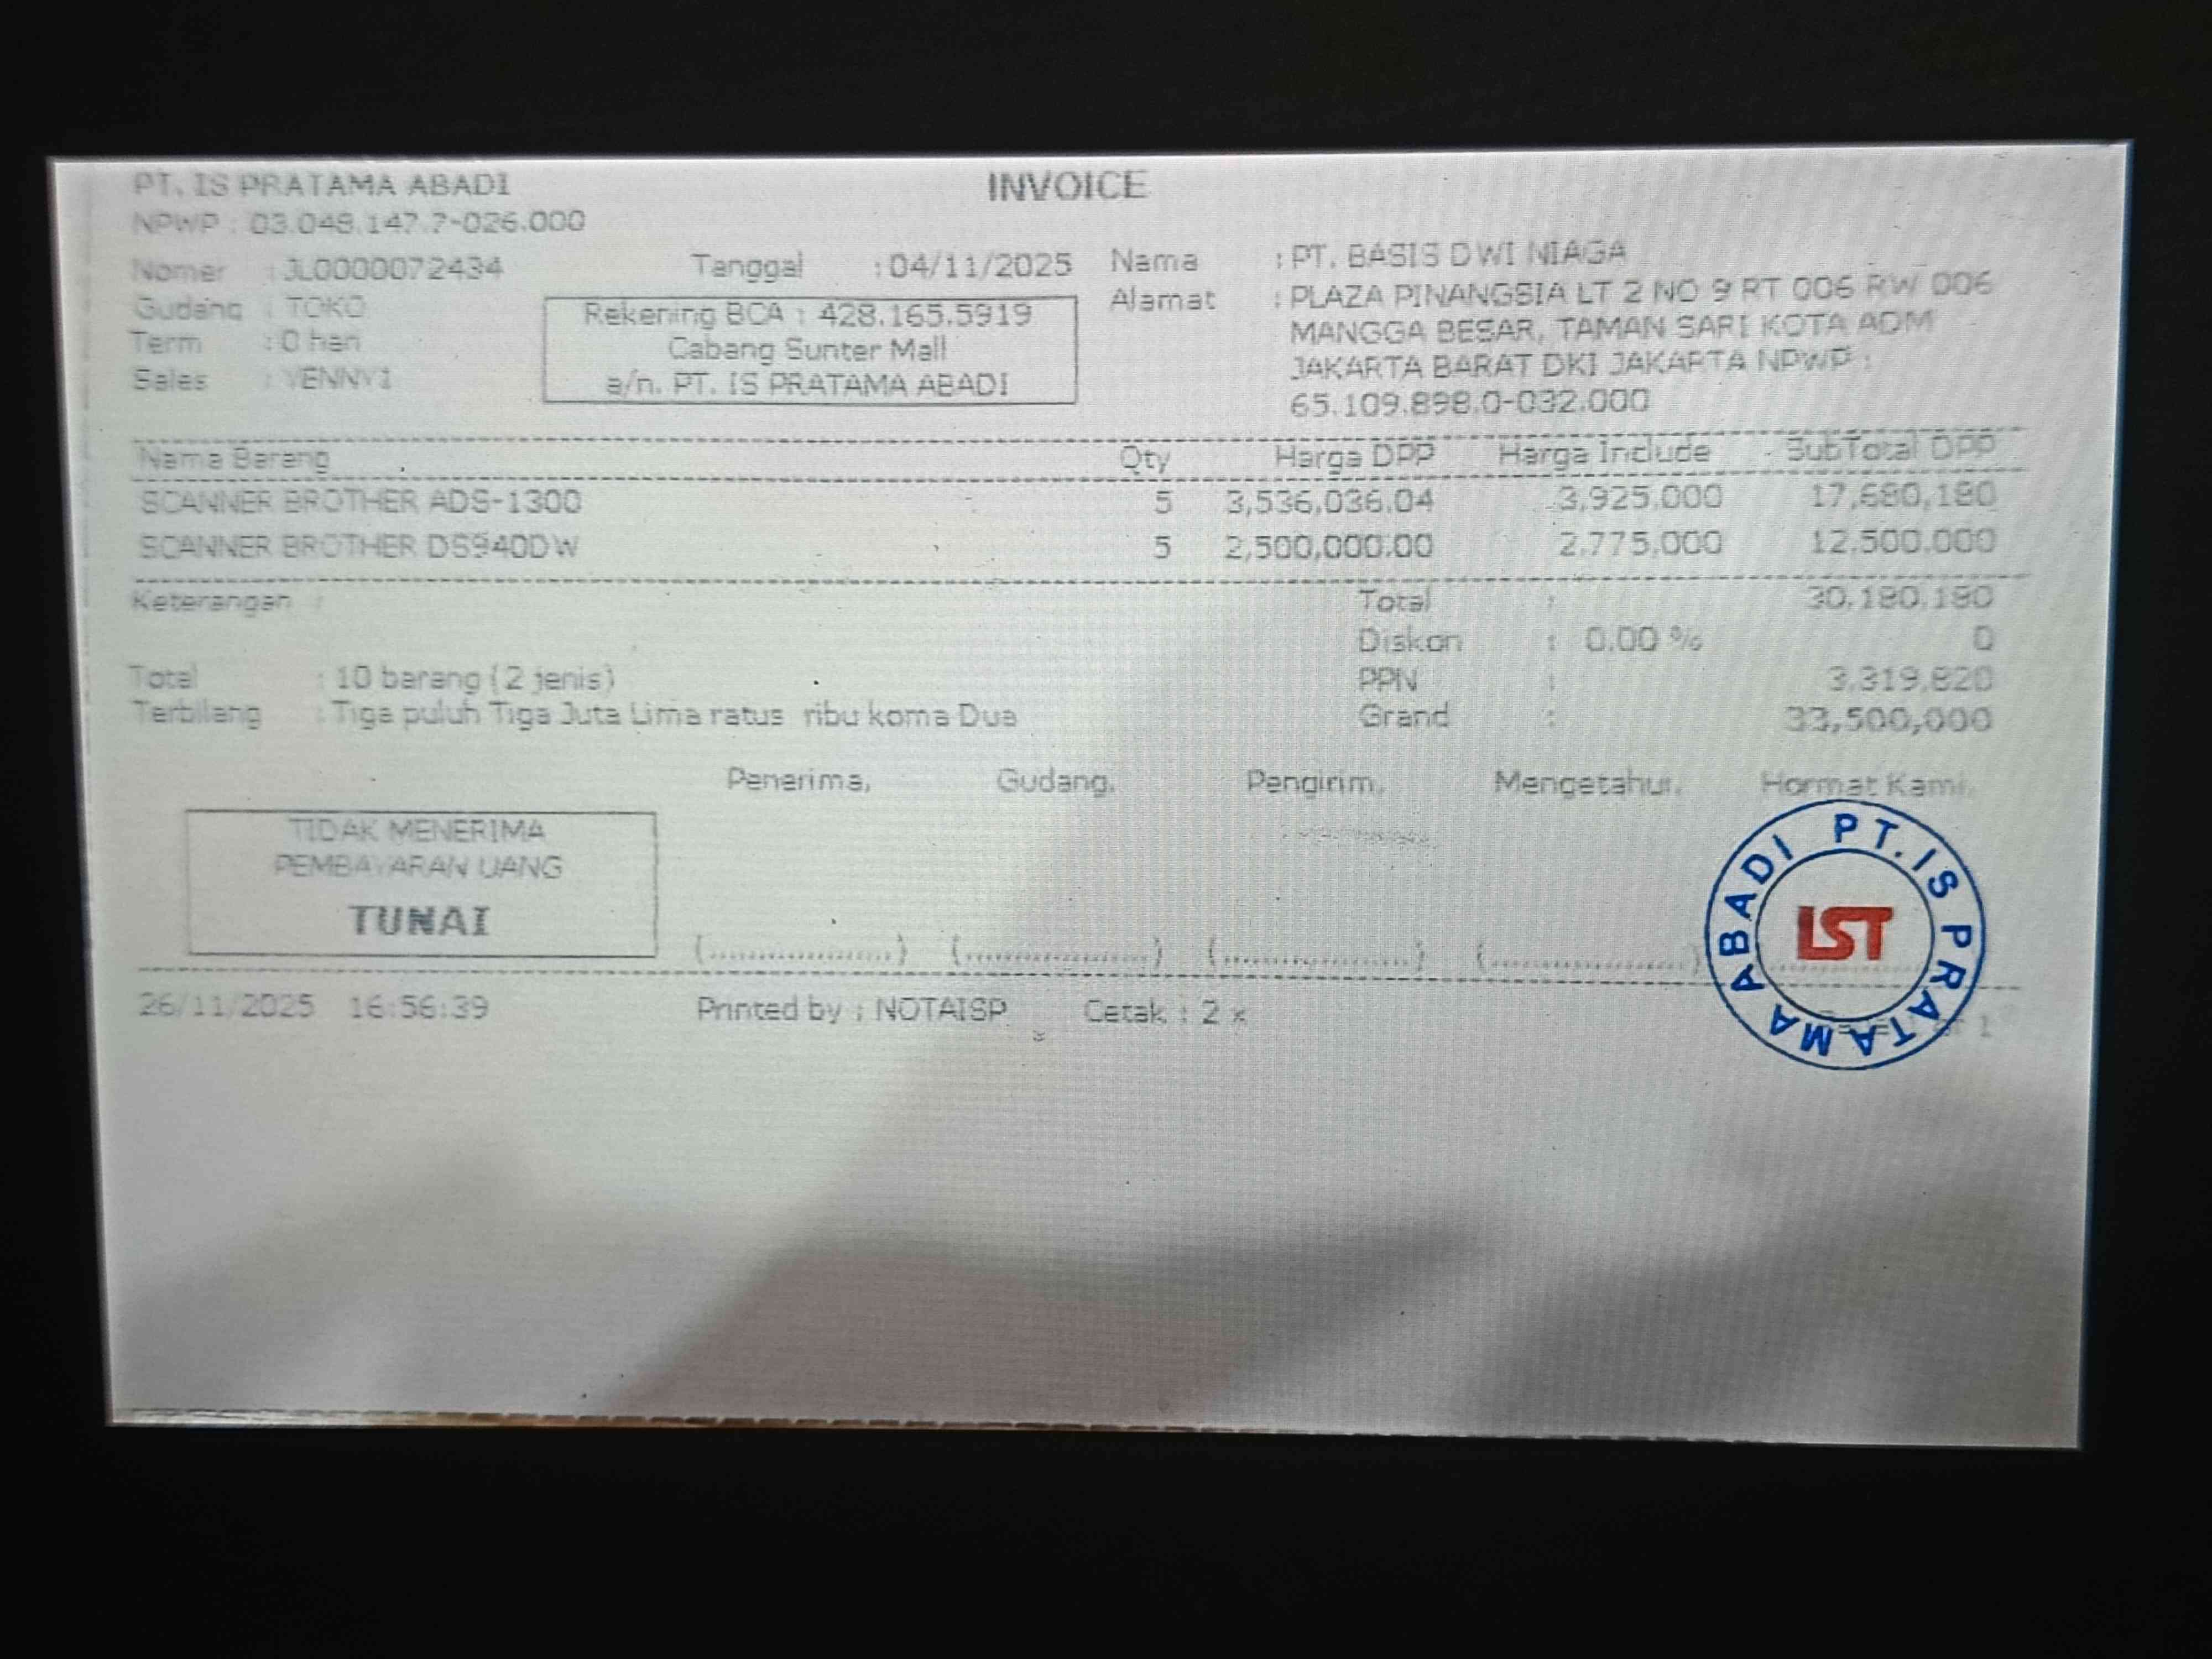 PT. IS PRATAMA ABADI
INVOICE
NPWP : 03.048.147.7-026.000
Nomer : JL0000072434
Gudang : TOKO
Term : 0 hari
Sales : YENNY1
Tanggal : 04/11/2025
Rekening BCA : 428.165.5919
Cabang Sunter Mall
a/n. PT. IS PRATAMA ABADI
Nama : PT. BASIS DWI NIAGA
Alamat : PLAZA PINANGSIA LT 2 NO 9 RT 006 RW 006
MANGGA BESAR, TAMAN SARI KOTA ADM
JAKARTA BARAT DKI JAKARTA NPWP :
65.109.898.0-032.000
Nama Barang Qty Harga DPP Harga Include SubTotal DPP
SCANNER BROTHER ADS-1300 5 3,536,036.04 3,925,000 17,680,180
SCANNER BROTHER DS940DW 5 2,500,000.00 2,775,000 12,500,000
Keterangan :
Total : 30,180,180
Diskon : 0.00 % 0
PPN : 3,319,820
Grand : 33,500,000
Total : 10 barang (2 jenis)
Terbilang : Tiga puluh Tiga Juta Lima ratus ribu koma Dua
Penerima, Gudang, Pengirim, Mengetahui, Hormat Kami,
TIDAK MENERIMA
PEMBAYARAN UANG
TUNAI
(....................) (....................) (....................) (....................)
PT. IS PRATAMA ABADI
IST
26/11/2025 16:56:39 Printed by : NOTAISP Cetak : 2 x 1